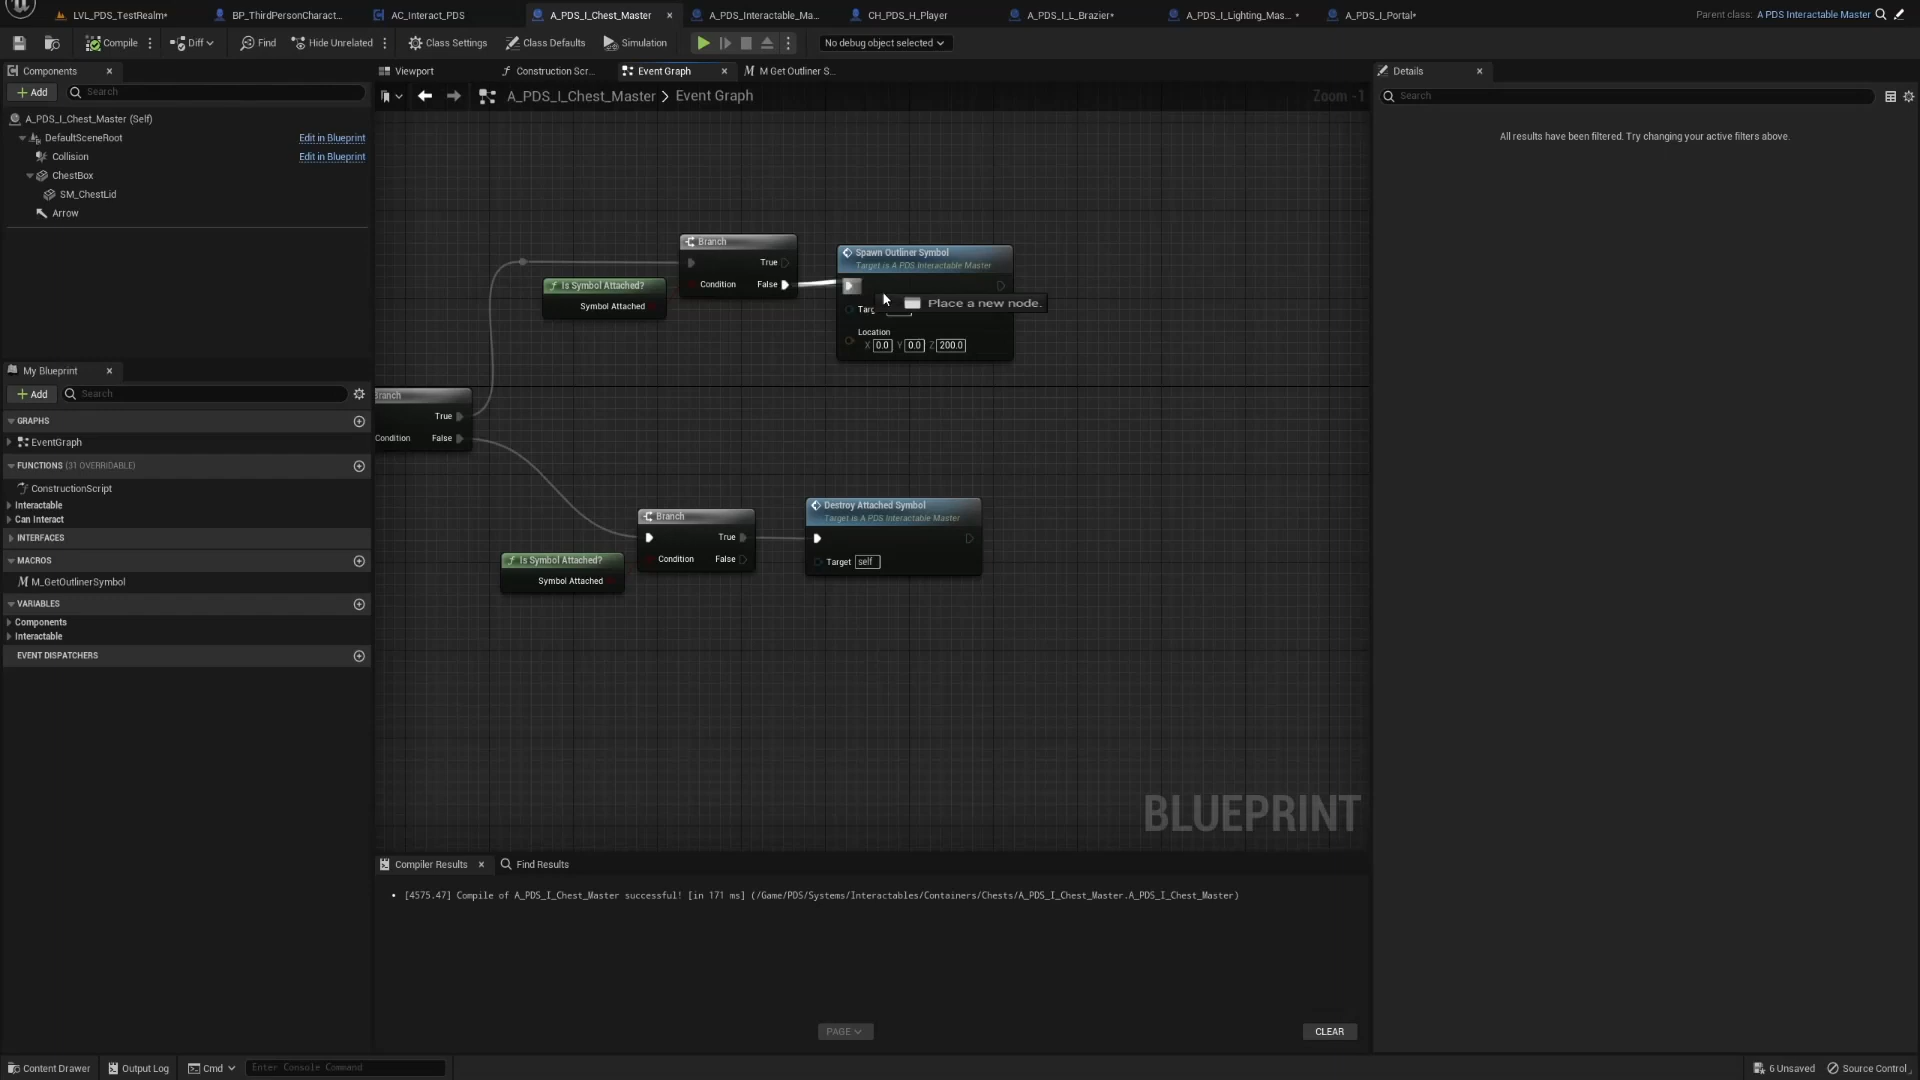 LVL_PDS_TestRealm*
BP_ThirdPersonCharact...
AC_Interact_PDS
A_PDS_I_Chest_Master
A_PDS_Interactable_Ma...
CH_PDS_H_Player
A_PDS_I_L_Brazier*
A_PDS_I_Lighting_Mas... *
A_PDS_I_Portal*
Parent class: A PDS Interactable Master
Compile
Diff
Find
Hide Unrelated
Class Settings
Class Defaults
Simulation
No debug object selected
Components
Add
Search
A_PDS_I_Chest_Master (Self)
DefaultSceneRoot
Edit in Blueprint
Collision
Edit in Blueprint
ChestBox
SM_ChestLid
Arrow
My Blueprint
Add
Search
GRAPHS
EventGraph
FUNCTIONS (31 OVERRIDABLE)
ConstructionScript
Interactable
Can Interact
INTERFACES
MACROS
M_GetOutlinerSymbol
VARIABLES
Components
Interactable
EVENT DISPATCHERS
Viewport
Construction Scr...
Event Graph
M Get Outliner S...
A_PDS_I_Chest_Master > Event Graph
Zoom -1
Branch
True
Condition
False
Is Symbol Attached?
Symbol Attached
Spawn Outliner Symbol
Target is A PDS Interactable Master
Place a new node.
Targ
Location
X 0.0 Y 0.0 Z 200.0
Branch
True
Condition
False
Branch
True
Condition
False
Is Symbol Attached?
Symbol Attached
Destroy Attached Symbol
Target is A PDS Interactable Master
Target self
BLUEPRINT
Compiler Results
Find Results
[4575.47] Compile of A_PDS_I_Chest_Master successful! [in 171 ms] (/Game/PDS/Systems/Interactables/Containers/Chests/A_PDS_I_Chest_Master.A_PDS_I_Chest_Master)
PAGE
CLEAR
Details
Search
All results have been filtered. Try changing your active filters above.
Content Drawer
Output Log
Cmd
Enter Console Command
6 Unsaved
Source Control